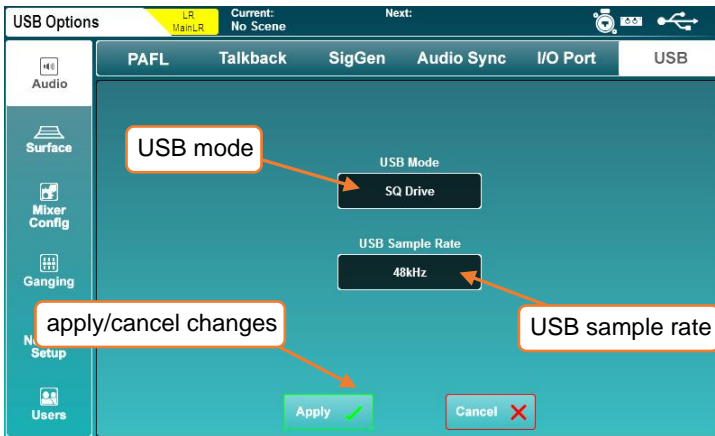 USB Options
LR
MainLR
Current:
No Scene
Next:
PAFL
Talkback
SigGen
Audio Sync
I/O Port
USB
Audio
Surface
Mixer
Config
Ganging
Setup
Users
USB mode
USB Mode
SQ Drive
USB Sample Rate
48kHz
apply/cancel changes
USB sample rate
Apply
Cancel